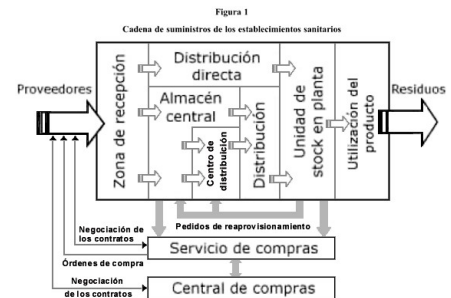 Figura 1
Cadena de suministros de los establecimientos sanitarios
Proveedores
Zona de recepción
Distribución
directa
Almacén
central
Centro de
distribuición
Distribución
Unidad de
stock en planta
Utilización del
producto
Residuos
Pedidos de reaprovisionamiento
Negociación de
los contratos
Servicio de compras
Órdenes de compra
Negociación
de los contratos
Central de compras